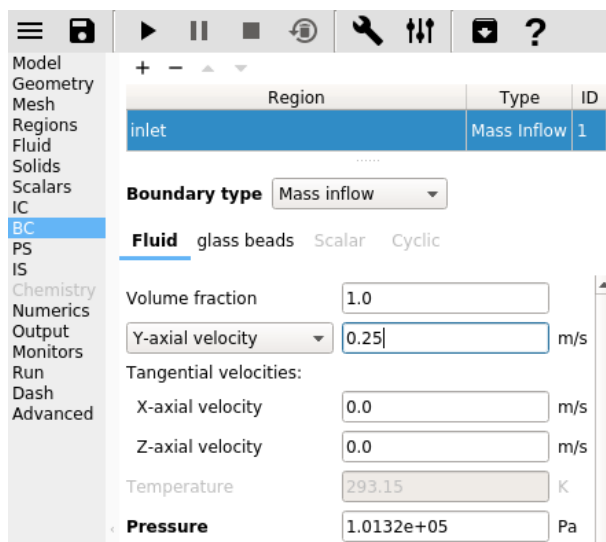 ?
Model
Geometry
Mesh
Regions
Fluid
Solids
Scalars
IC
BC
PS
IS
Chemistry
Numerics
Output
Monitors
Run
Dash
Advanced
Region Type ID
inlet Mass Inflow 1
Boundary type Mass inflow
Fluid glass beads Scalar Cyclic
Volume fraction 1.0
Y-axial velocity 0.25 m/s
Tangential velocities:
X-axial velocity 0.0 m/s
Z-axial velocity 0.0 m/s
Temperature 293.15 K
Pressure 1.0132e+05 Pa